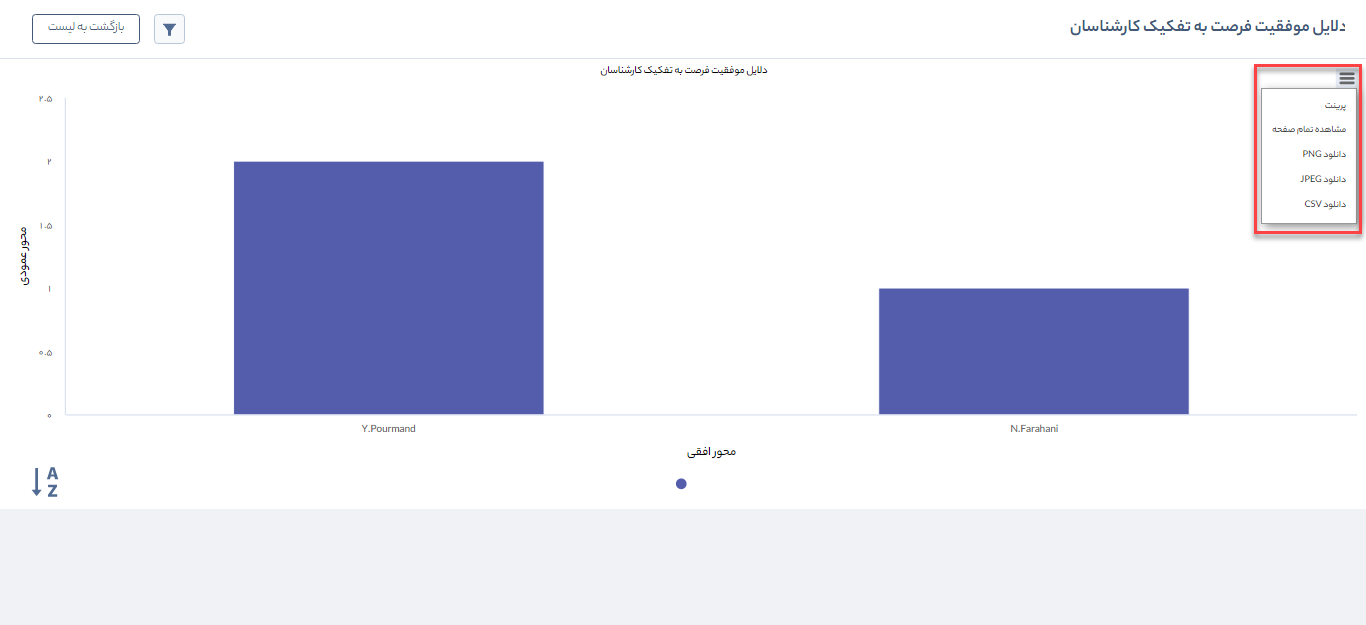 دلایل موفقیت فرصت به تفکیک کارشناسان
بازگشت به لیست
دلایل موفقیت فرصت به تفکیک کارشناسان
پرینت
مشاهده تمام صفحه
دانلود PNG
دانلود JPEG
دانلود CSV
۲.۵
۲
۱.۵
۱
۰.۵
۰
محور عمودی
Y.Pourmand
N.Farahani
محور افقی
A
Z